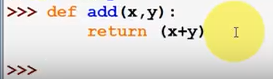 >>> def add(x,y):
        return (x+y)
>>>